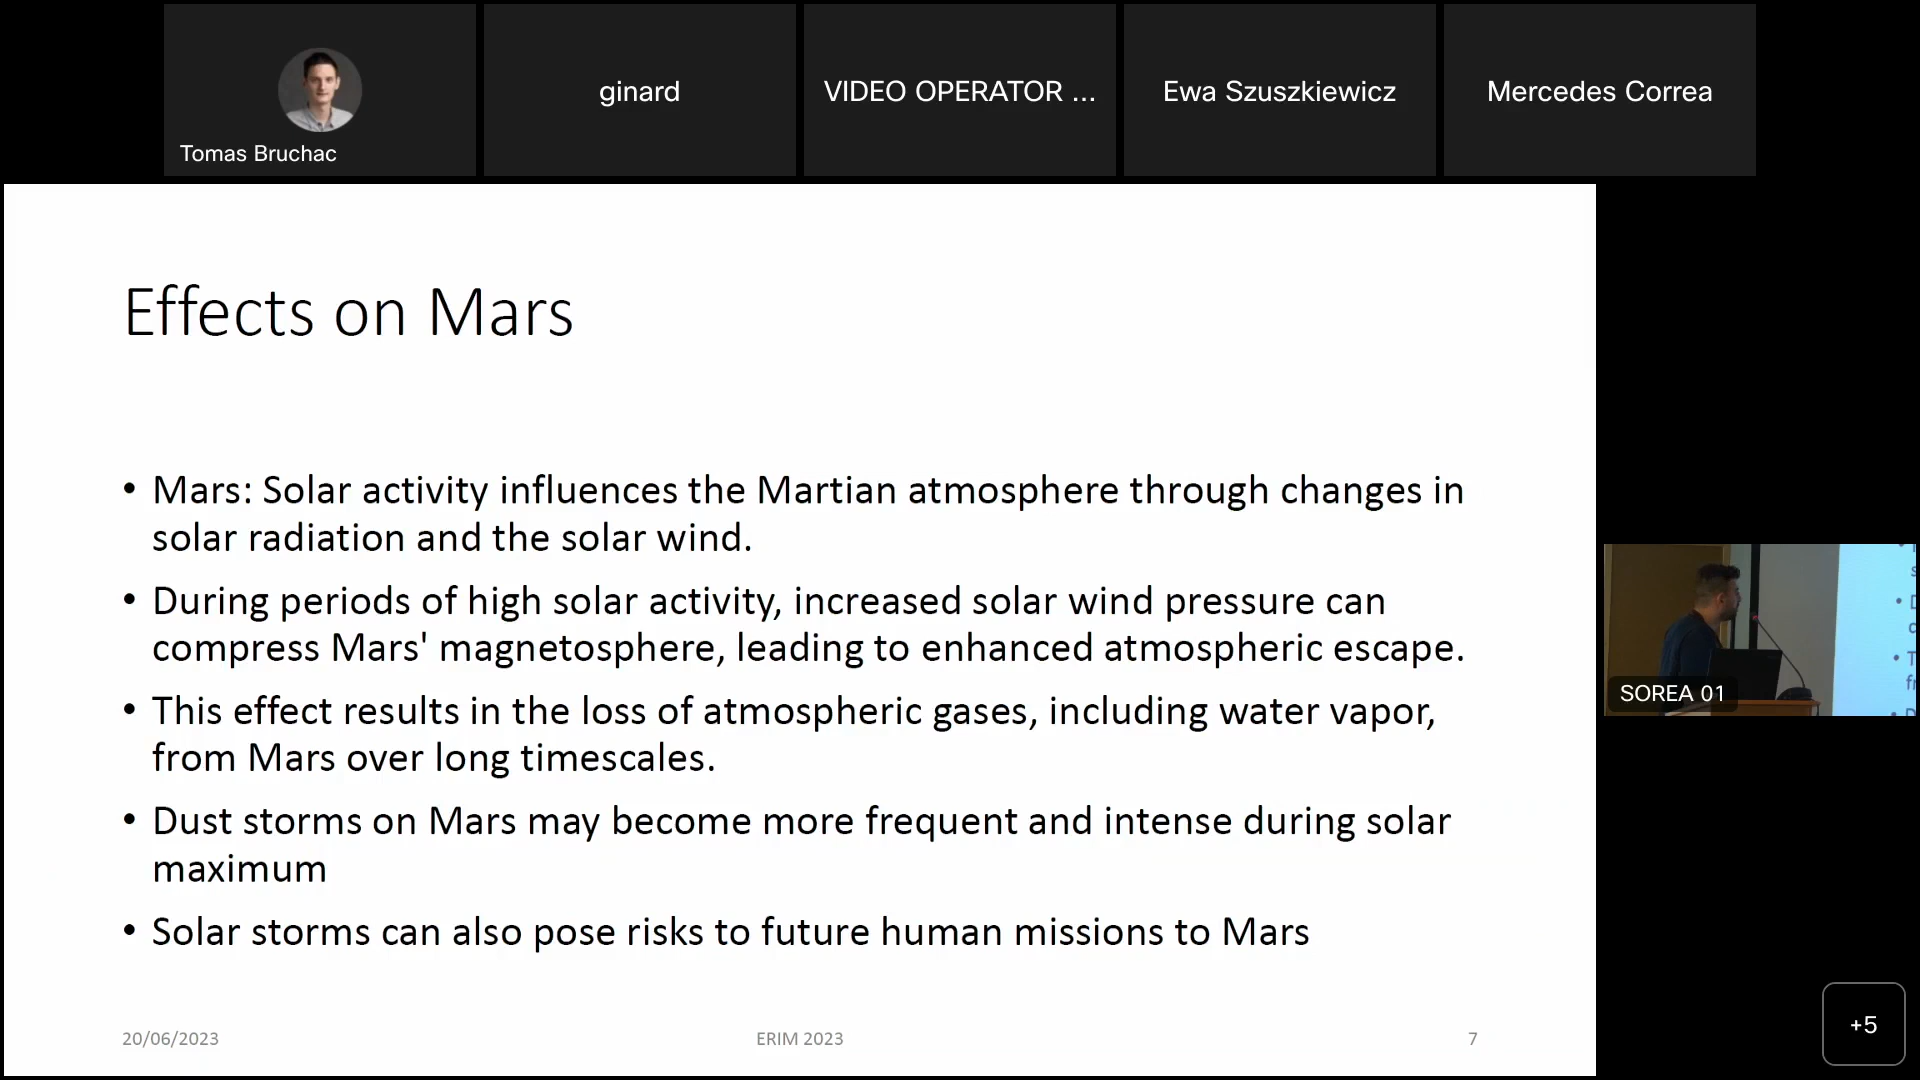 Tomas Bruchac
ginard
VIDEO OPERATOR ...
Ewa Szuszkiewicz
Mercedes Correa
Effects on Mars
• Mars: Solar activity influences the Martian atmosphere through changes in
solar radiation and the solar wind.
• During periods of high solar activity, increased solar wind pressure can
compress Mars' magnetosphere, leading to enhanced atmospheric escape.
• This effect results in the loss of atmospheric gases, including water vapor,
from Mars over long timescales.
• Dust storms on Mars may become more frequent and intense during solar
maximum
• Solar storms can also pose risks to future human missions to Mars
20/06/2023
ERIM 2023
7
SOREA 01
+5